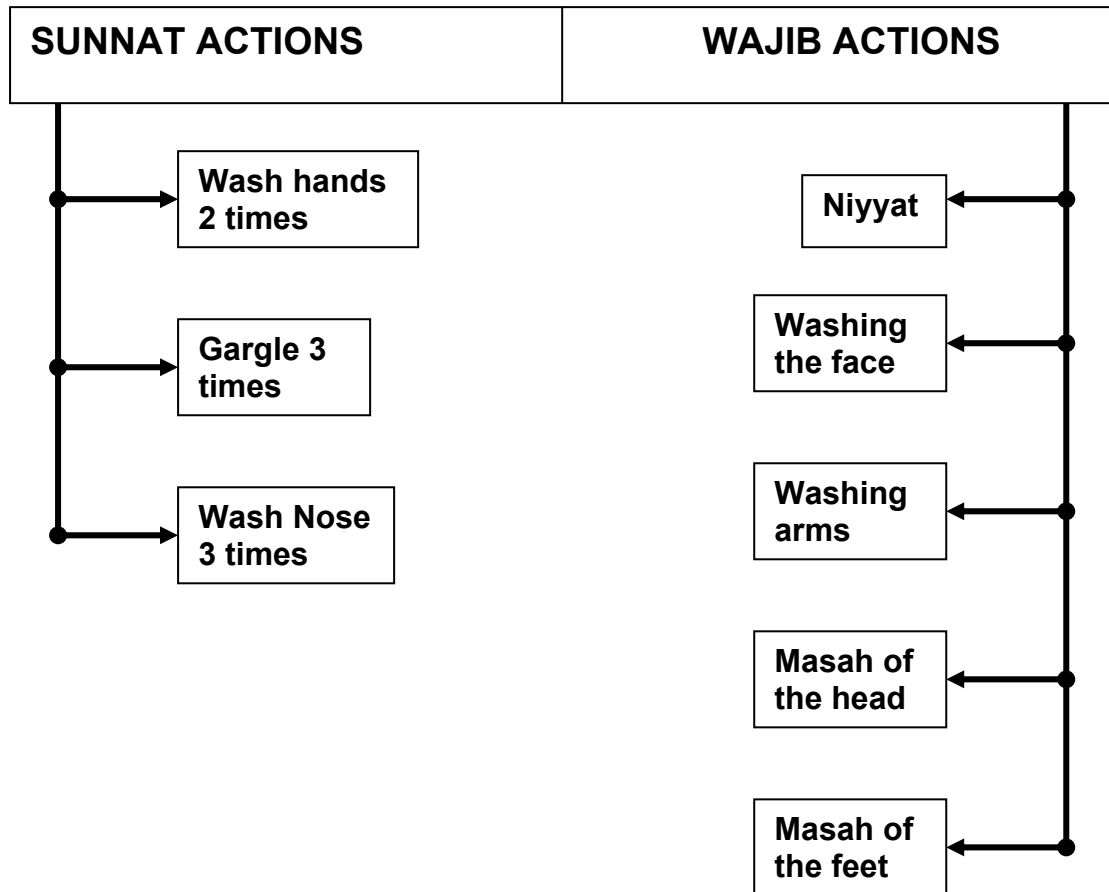 SUNNAT ACTIONS
WAJIB ACTIONS
Wash hands
2 times
Gargle 3
times
Wash Nose
3 times
Niyyat
Washing
the face
Washing
arms
Masah of
the head
Masah of
the feet